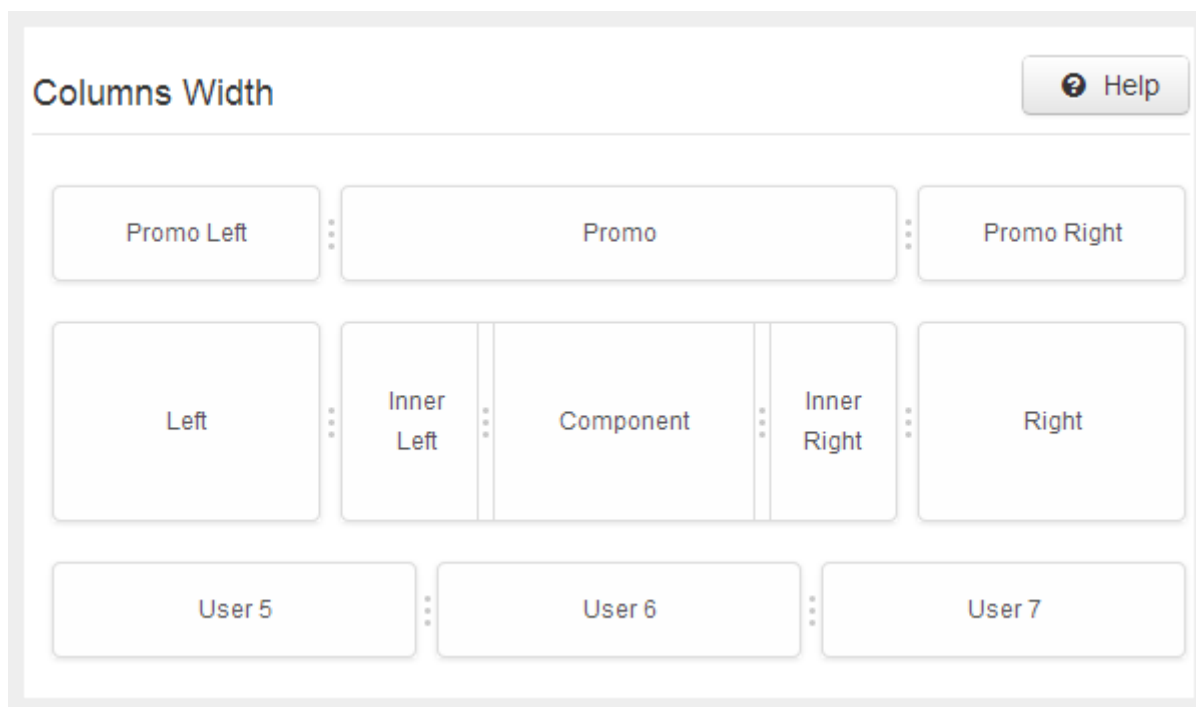 Columns Width
Help
Promo Left
Promo
Promo Right
Left
Inner
Left
Component
Inner
Right
Right
User 5
User 6
User 7